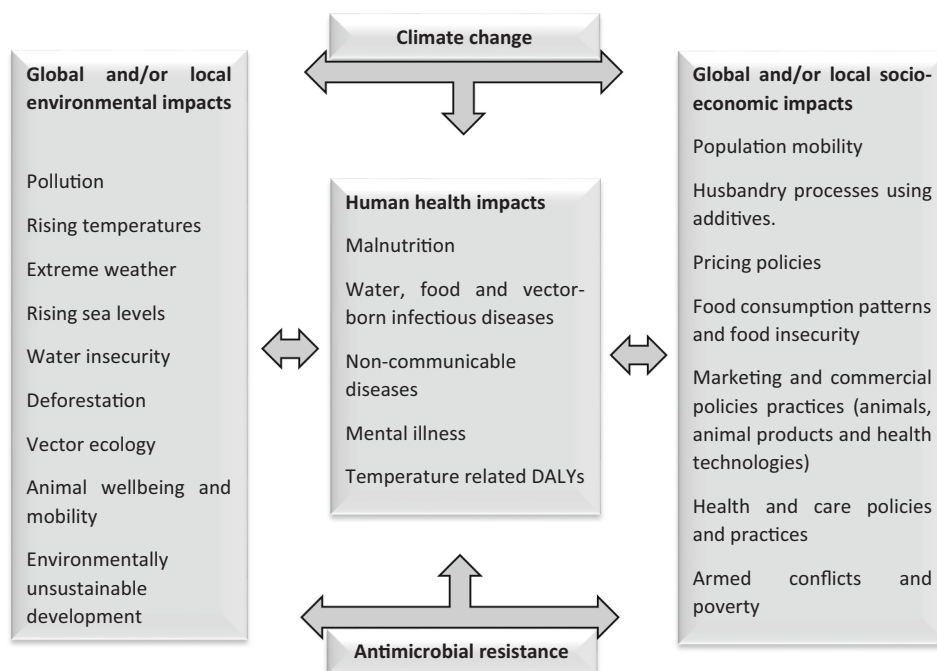 Climate change
Global and/or local
environmental impacts
Pollution
Rising temperatures
Extreme weather
Rising sea levels
Water insecurity
Deforestation
Vector ecology
Animal wellbeing and
mobility
Environmentally
unsustainable
development
Human health impacts
Malnutrition
Water, food and vector-
born infectious diseases
Non-communicable
diseases
Mental illness
Temperature related DALYs
Global and/or local socio-
economic impacts
Population mobility
Husbandry processes using
additives.
Pricing policies
Food consumption patterns
and food insecurity
Marketing and commercial
policies practices (animals,
animal products and health
technologies)
Health and care policies
and practices
Armed conflicts and
poverty
Antimicrobial resistance